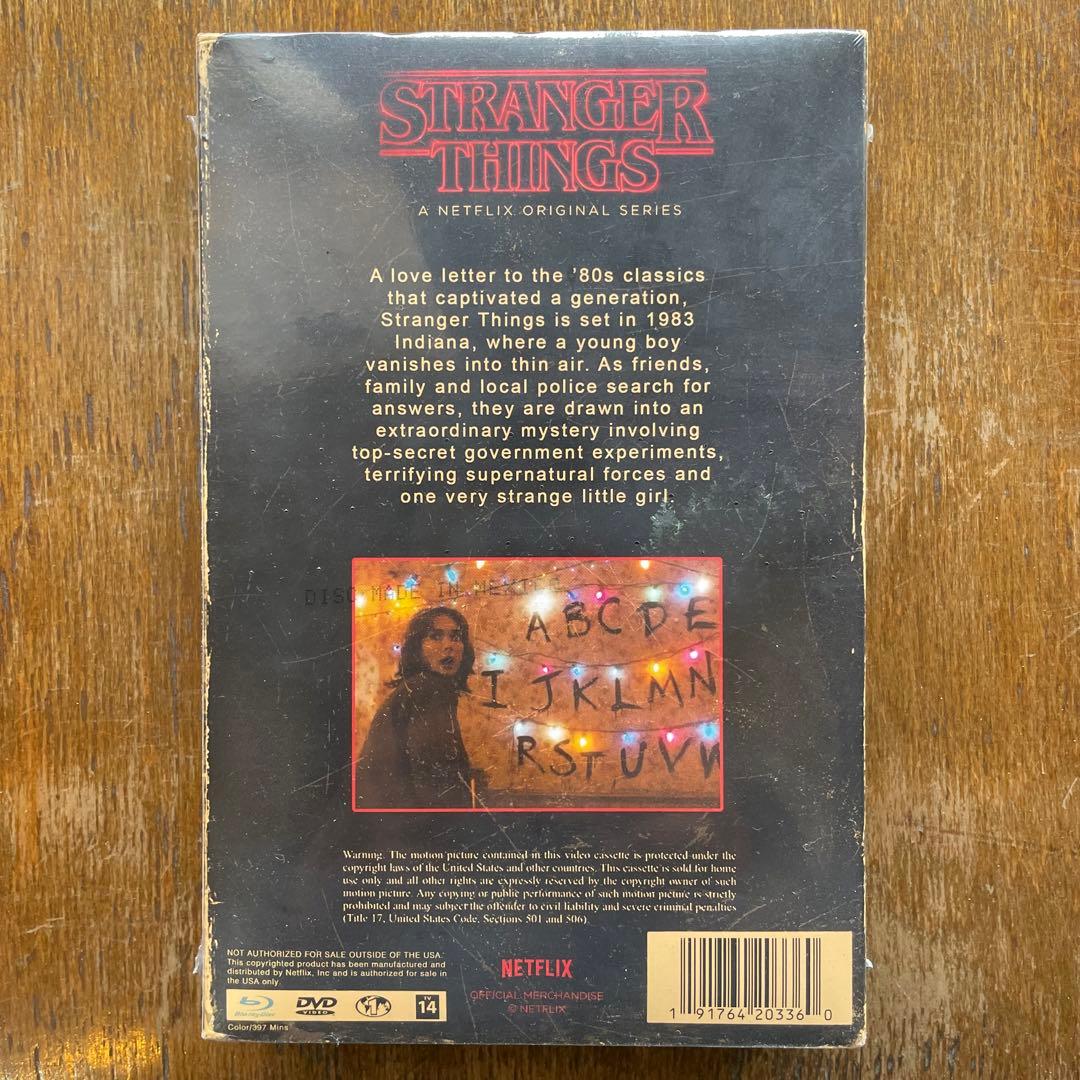 STRANGER
THINGS
A NETFLIX ORIGINAL SERIES
A love letter to the '80s classics
that captivated a generation,
Stranger Things is set in 1983
Indiana, where a young boy
vanishes into thin air. As friends,
family and local police search for
answers, they are drawn into an
extraordinary mystery involving
top-secret government experiments,
terrifying supernatural forces and
one very strange little girl.
DISC MADE IN MEXICO
A B C D E
I J K L M N
R S T U V
Warning. The motion picture contained in this video cassette is protected under the
copyright laws of the United States and other countries. This cassette is sold for home
use only and all other rights are expressly reserved by the copyright owner of such
motion picture. Any copying or public performance of such motion picture is strictly
prohibited and may subject the offender to civil liability and severe criminal penalties
(Title 17, United States Code, Sections 501 and 506).
NOT AUTHORIZED FOR SALE OUTSIDE OF THE USA.
This copyrighted product has been manufactured and
distributed by Netflix, Inc and is authorized for sale in
the USA only.
Blu-ray Disc DVD VIDEO 1 TV 14
Color/397 Mins
NETFLIX
OFFICIAL MERCHANDISE
© NETFLIX
1 91764 20336 0